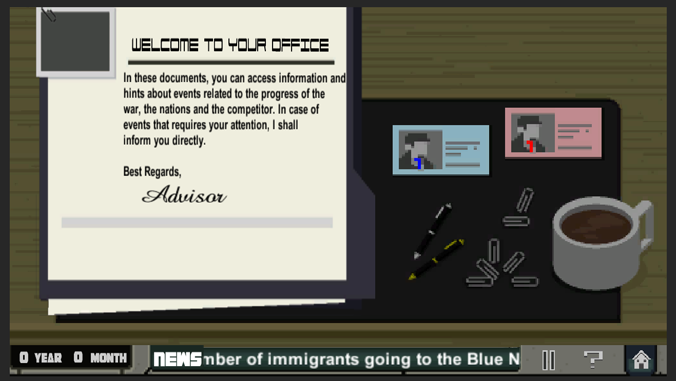 WELCOME TO YOUR OFFICE
In these documents, you can access information and
hints about events related to the progress of the
war, the nations and the competitor. In case of
events that requires your attention, I shall
inform you directly.
Best Regards,
Advisor
0 YEAR 0 MONTH
NEWS mber of immigrants going to the Blue N
?